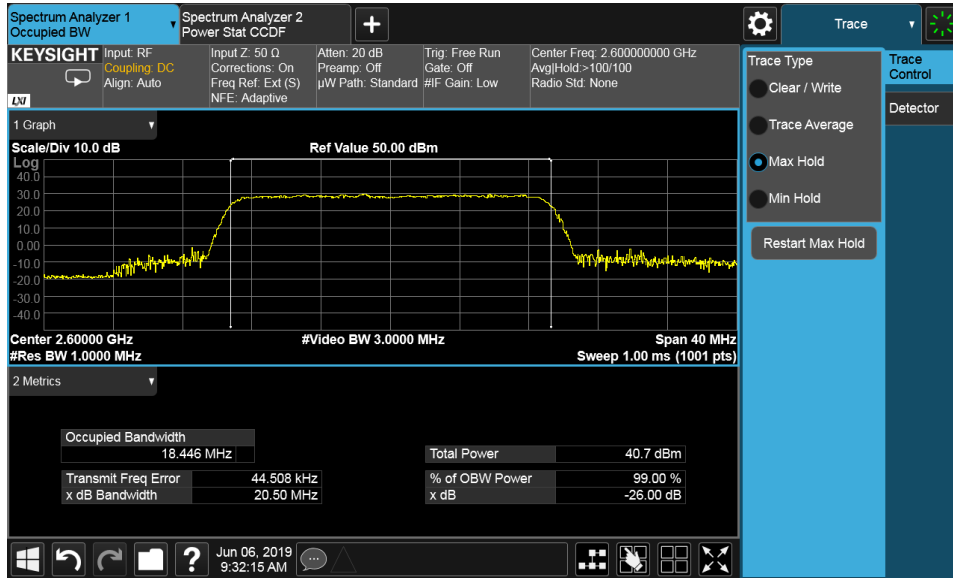 Spectrum Analyzer 1
Occupied BW
Spectrum Analyzer 2
Power Stat CCDF
+
Trace
KEYSIGHT
LXI
Input: RF
Coupling: DC
Align: Auto
Input Z: 50 Ω
Corrections: On
Freq Ref: Ext (S)
NFE: Adaptive
Atten: 20 dB
Preamp: Off
µW Path: Standard
Trig: Free Run
Gate: Off
#IF Gain: Low
Center Freq: 2.600000000 GHz
Avg|Hold:>100/100
Radio Std: None
Trace Type
Clear / Write
Trace Average
Max Hold
Min Hold
Restart Max Hold
Trace
Control
Detector
1 Graph
Scale/Div 10.0 dB
Ref Value 50.00 dBm
Log
40.0
30.0
20.0
10.0
0.00
-10.0
-20.0
-30.0
-40.0
Center 2.60000 GHz
#Video BW 3.0000 MHz
Span 40 MHz
#Res BW 1.0000 MHz
Sweep 1.00 ms (1001 pts)
2 Metrics
Occupied Bandwidth
18.446 MHz
Total Power 40.7 dBm
Transmit Freq Error 44.508 kHz
% of OBW Power 99.00 %
x dB Bandwidth 20.50 MHz
x dB -26.00 dB
?
Jun 06, 2019
9:32:15 AM